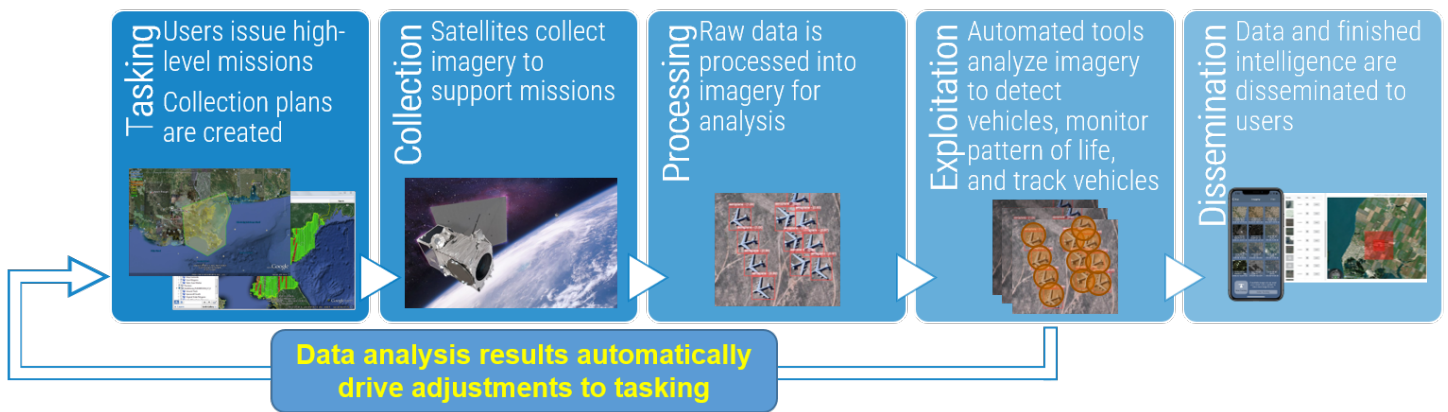 Tasking
Users issue high-
level missions
Collection plans
are created
Collection
Satellites collect
imagery to
support missions
Processing
Raw data is
processed into
imagery for
analysis
Exploitation
Automated tools
analyze imagery
to detect
vehicles, monitor
pattern of life,
and track vehicles
Dissemination
Data and finished
intelligence are
disseminated to
users
Data analysis results automatically
drive adjustments to tasking